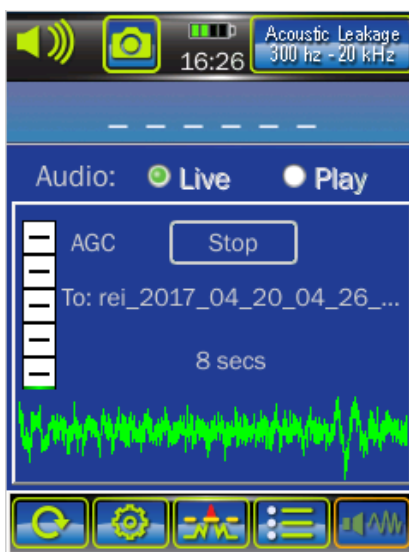 Acoustic Leakage
16:26 300 hz - 20 kHz
_ _ _ _ _ _
Audio: Live Play
AGC Stop
To: rei_2017_04_20_04_26_...
8 secs